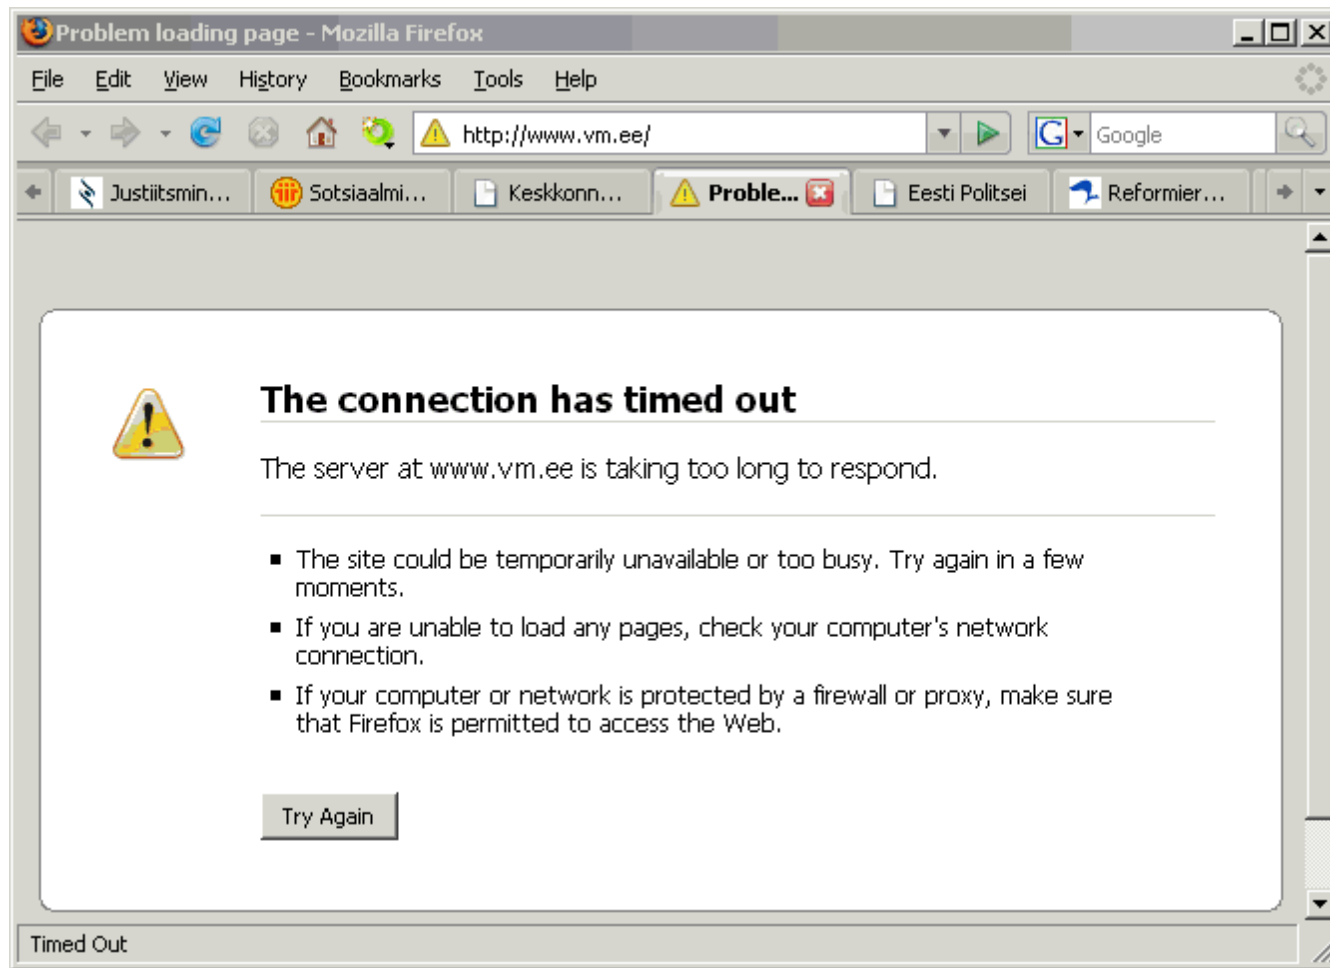 Problem loading page - Mozilla Firefox
File Edit View History Bookmarks Tools Help
http://www.vm.ee/ G Google
Justiitsmin... Sotsiaalmi... Keskkonn... Proble... Eesti Politsei Reformier...
The connection has timed out
The server at www.vm.ee is taking too long to respond.
The site could be temporarily unavailable or too busy. Try again in a few
moments.
If you are unable to load any pages, check your computer's network
connection.
If your computer or network is protected by a firewall or proxy, make sure
that Firefox is permitted to access the Web.
Try Again
Timed Out